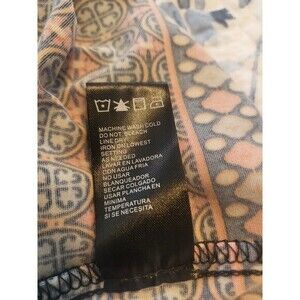 MACHINE WASH COLD
DO NOT BLEACH
LINE DRY
IRON ON LOWEST
SETTING
AS NEEDED
LAVAR EN LAVADORA
CON AGUA FRIA
NO USAR
BLANQUEADOR
SECAR COLGADO
USAR PLANCHA EN
MINIMA
TEMPERATURA
SI SE NECESITA